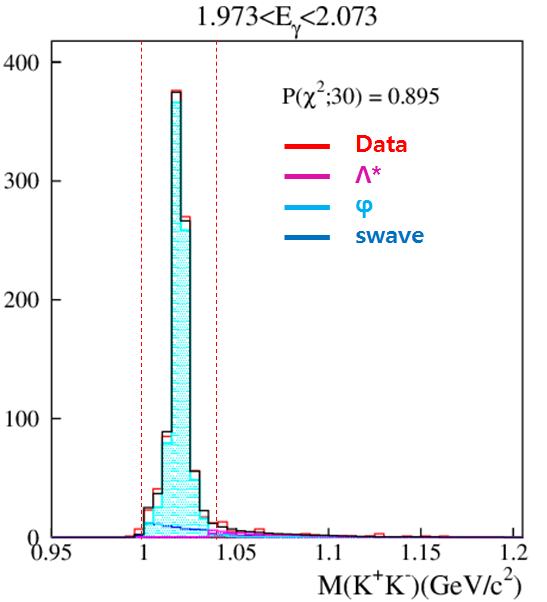 1.973<Eγ<2.073
400
P(χ²;30) = 0.895
Data
Λ*
300
φ
swave
200
100
0
0.95 1 1.05 1.1 1.15 1.2
M(K⁺K⁻)(GeV/c²)